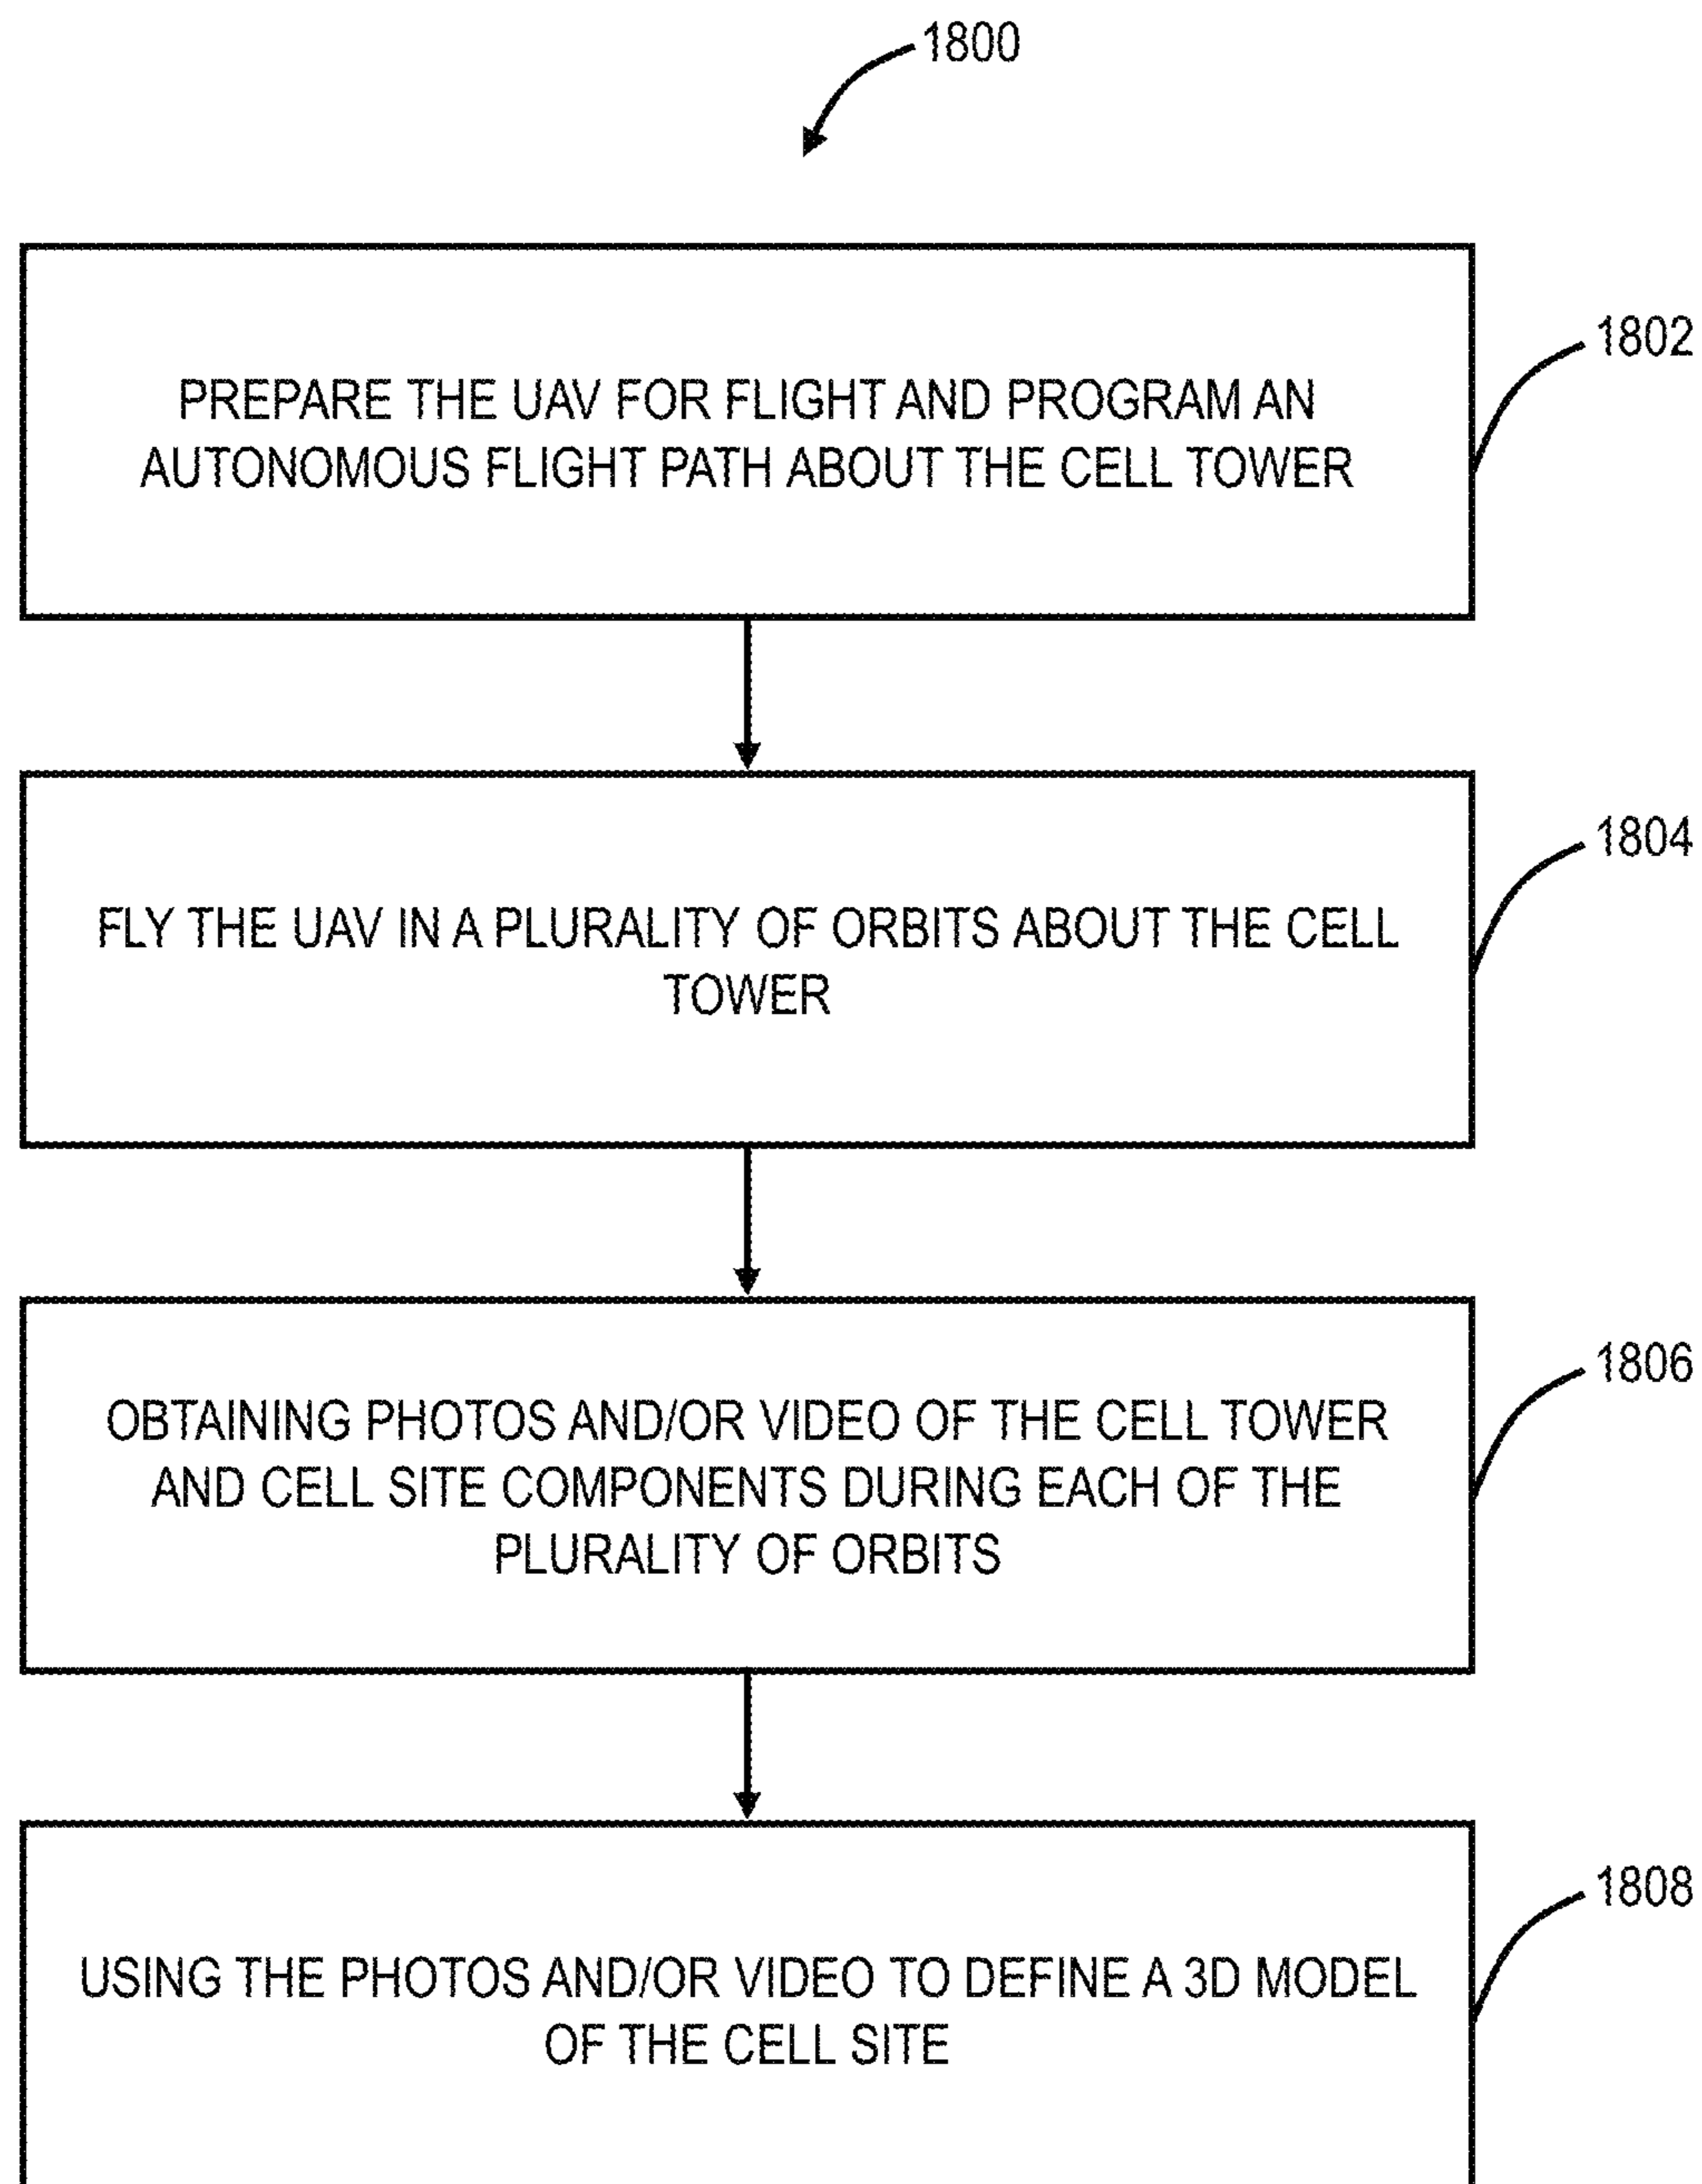 1800
1802
PREPARE THE UAV FOR FLIGHT AND PROGRAM AN
AUTONOMOUS FLIGHT PATH ABOUT THE CELL TOWER
1804
FLY THE UAV IN A PLURALITY OF ORBITS ABOUT THE CELL
TOWER
1806
OBTAINING PHOTOS AND/OR VIDEO OF THE CELL TOWER
AND CELL SITE COMPONENTS DURING EACH OF THE
PLURALITY OF ORBITS
1808
USING THE PHOTOS AND/OR VIDEO TO DEFINE A 3D MODEL
OF THE CELL SITE